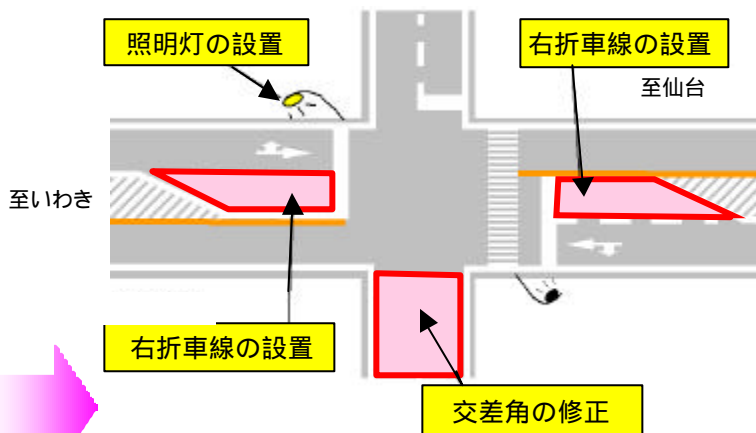 照明灯の設置
右折車線の設置
至仙台
至いわき
右折車線の設置
交差角の修正